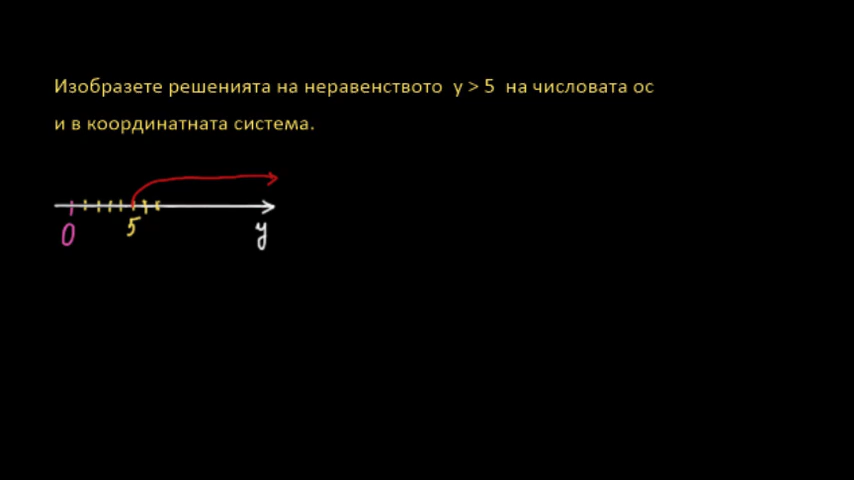 Изобразете решенията на неравенството у > 5 на числовата ос
и в координатната система.
0 5 y